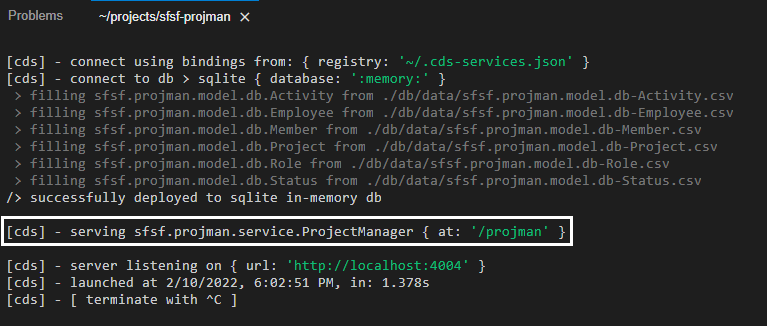 Problems
~/projects/sfsf-projman ×
[cds] - connect using bindings from: { registry: '~/.cds-services.json' }
[cds] - connect to db > sqlite { database: ':memory:' }
> filling sfsf.projman.model.db.Activity from ./db/data/sfsf.projman.model.db-Activity.csv
> filling sfsf.projman.model.db.Employee from ./db/data/sfsf.projman.model.db-Employee.csv
> filling sfsf.projman.model.db.Member from ./db/data/sfsf.projman.model.db-Member.csv
> filling sfsf.projman.model.db.Project from ./db/data/sfsf.projman.model.db-Project.csv
> filling sfsf.projman.model.db.Role from ./db/data/sfsf.projman.model.db-Role.csv
> filling sfsf.projman.model.db.Status from ./db/data/sfsf.projman.model.db-Status.csv
/> successfully deployed to sqlite in-memory db
[cds] - serving sfsf.projman.service.ProjectManager { at: '/projman' }
[cds] - server listening on { url: 'http://localhost:4004' }
[cds] - launched at 2/10/2022, 6:02:51 PM, in: 1.378s
[cds] - [ terminate with ^C ]